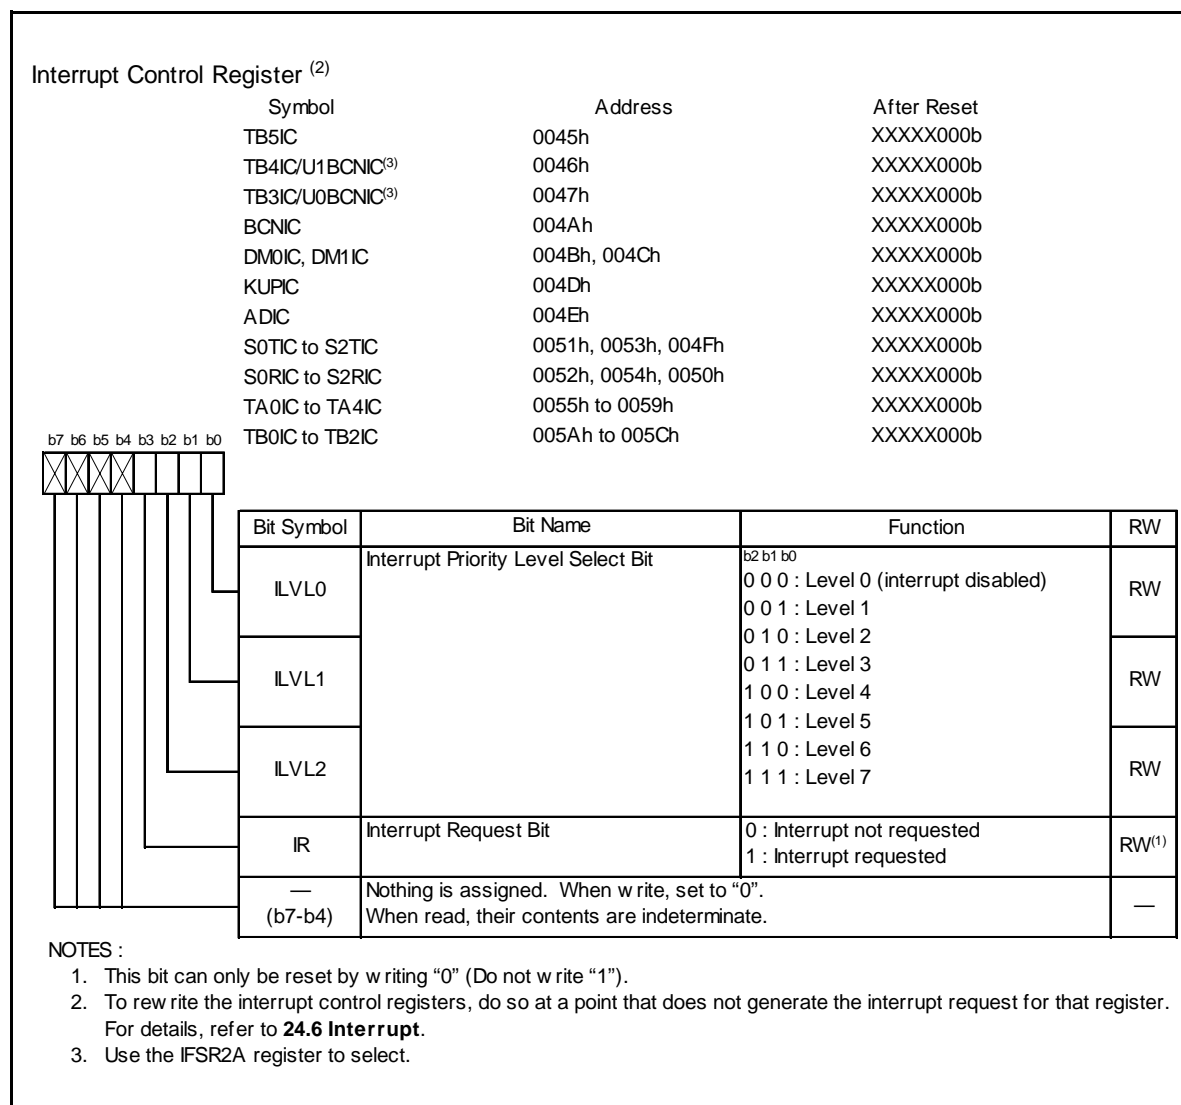 Interrupt Control Register (2)
Symbol Address After Reset
TB5IC 0045h XXXXX000b
TB4IC/U1BCNIC(3) 0046h XXXXX000b
TB3IC/U0BCNIC(3) 0047h XXXXX000b
BCNIC 004Ah XXXXX000b
DM0IC, DM1IC 004Bh, 004Ch XXXXX000b
KUPIC 004Dh XXXXX000b
ADIC 004Eh XXXXX000b
S0TIC to S2TIC 0051h, 0053h, 004Fh XXXXX000b
S0RIC to S2RIC 0052h, 0054h, 0050h XXXXX000b
TA0IC to TA4IC 0055h to 0059h XXXXX000b
b7 b6 b5 b4 b3 b2 b1 b0 TB0IC to TB2IC 005Ah to 005Ch XXXXX000b
Bit Symbol Bit Name Function RW
Interrupt Priority Level Select Bit b2 b1 b0
ILVL0 0 0 0 : Level 0 (interrupt disabled) RW
0 0 1 : Level 1
0 1 0 : Level 2
ILVL1 0 1 1 : Level 3 RW
1 0 0 : Level 4
1 0 1 : Level 5
ILVL2 1 1 0 : Level 6 RW
1 1 1 : Level 7
IR Interrupt Request Bit 0 : Interrupt not requested RW(1)
1 : Interrupt requested
— Nothing is assigned. When write, set to “0”. —
(b7-b4) When read, their contents are indeterminate.
NOTES :
1. This bit can only be reset by writing “0” (Do not write “1”).
2. To rewrite the interrupt control registers, do so at a point that does not generate the interrupt request for that register.
For details, refer to 24.6 Interrupt.
3. Use the IFSR2A register to select.